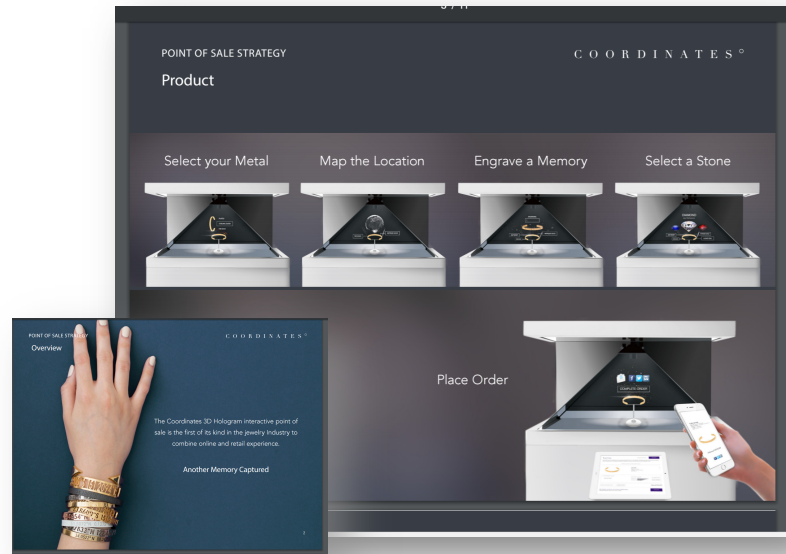 POINT OF SALE STRATEGY
COORDINATES°
Product
Select your Metal
Map the Location
Engrave a Memory
Select a Stone
Place Order
COMPLETE ORDER
POINT OF SALE STRATEGY
COORDINATES°
Overview
The Coordinates 3D Hologram interactive point of
sale is the first of its kind in the jewelry Industry to
combine online and retail experience.
Another Memory Captured